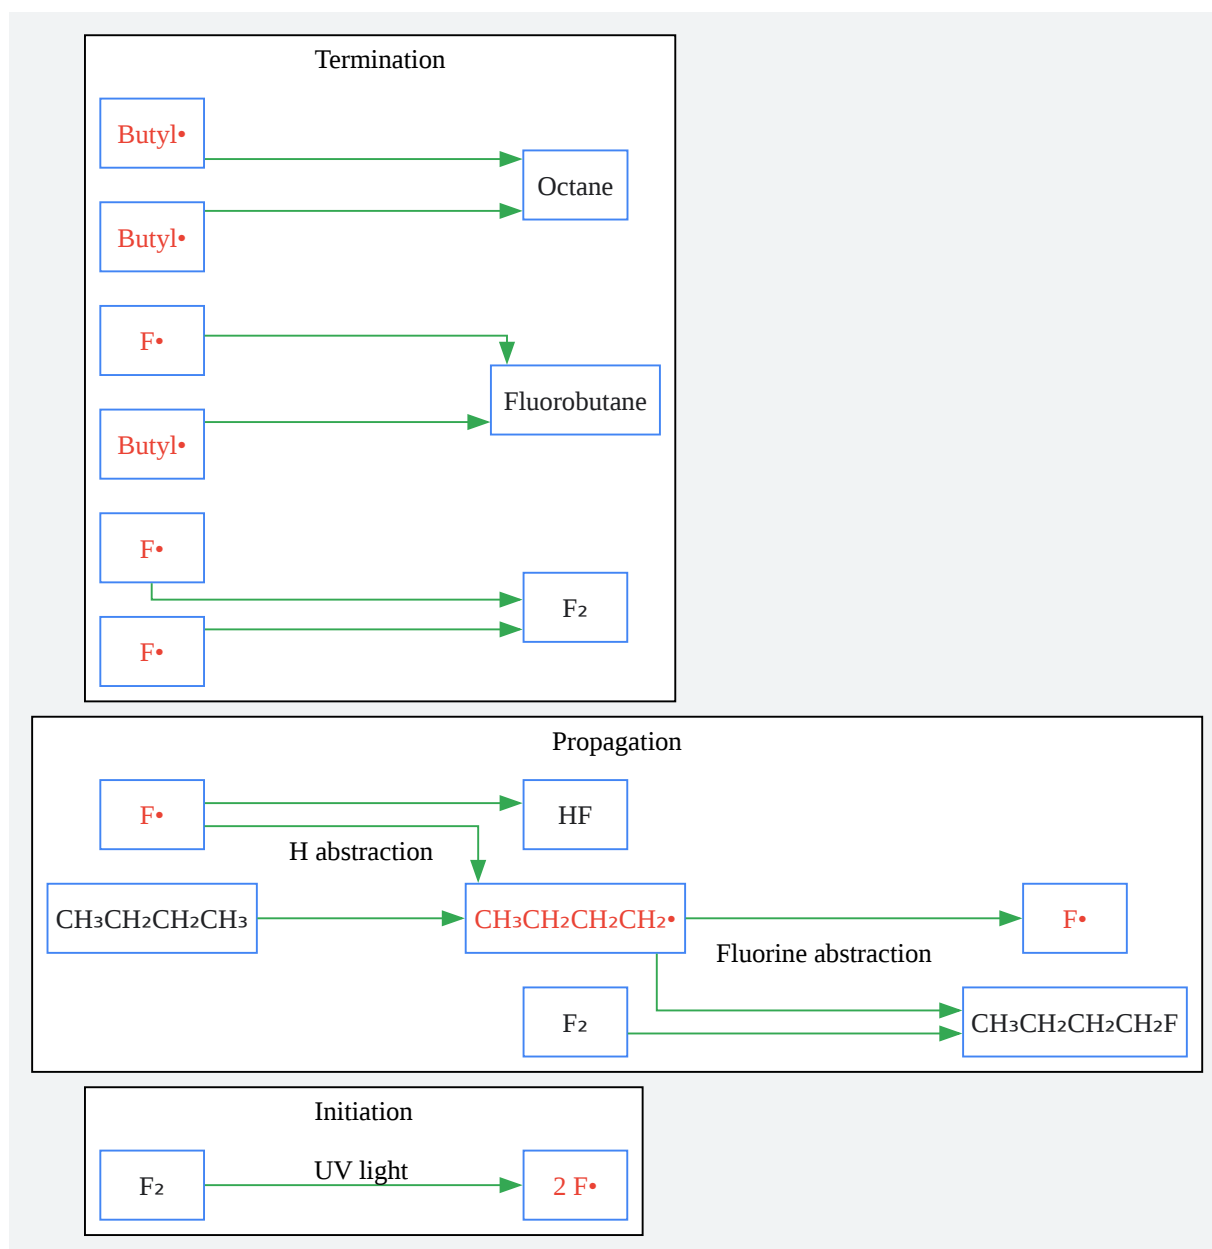 Termination
Butyl•
Octane
Butyl•
F•
Fluorobutane
Butyl•
F•
F₂
F•
Propagation
F•
HF
H abstraction
CH₃CH₂CH₂CH₃
CH₃CH₂CH₂CH₂•
F•
Fluorine abstraction
F₂
CH₃CH₂CH₂CH₂F
Initiation
F₂
UV light
2 F•